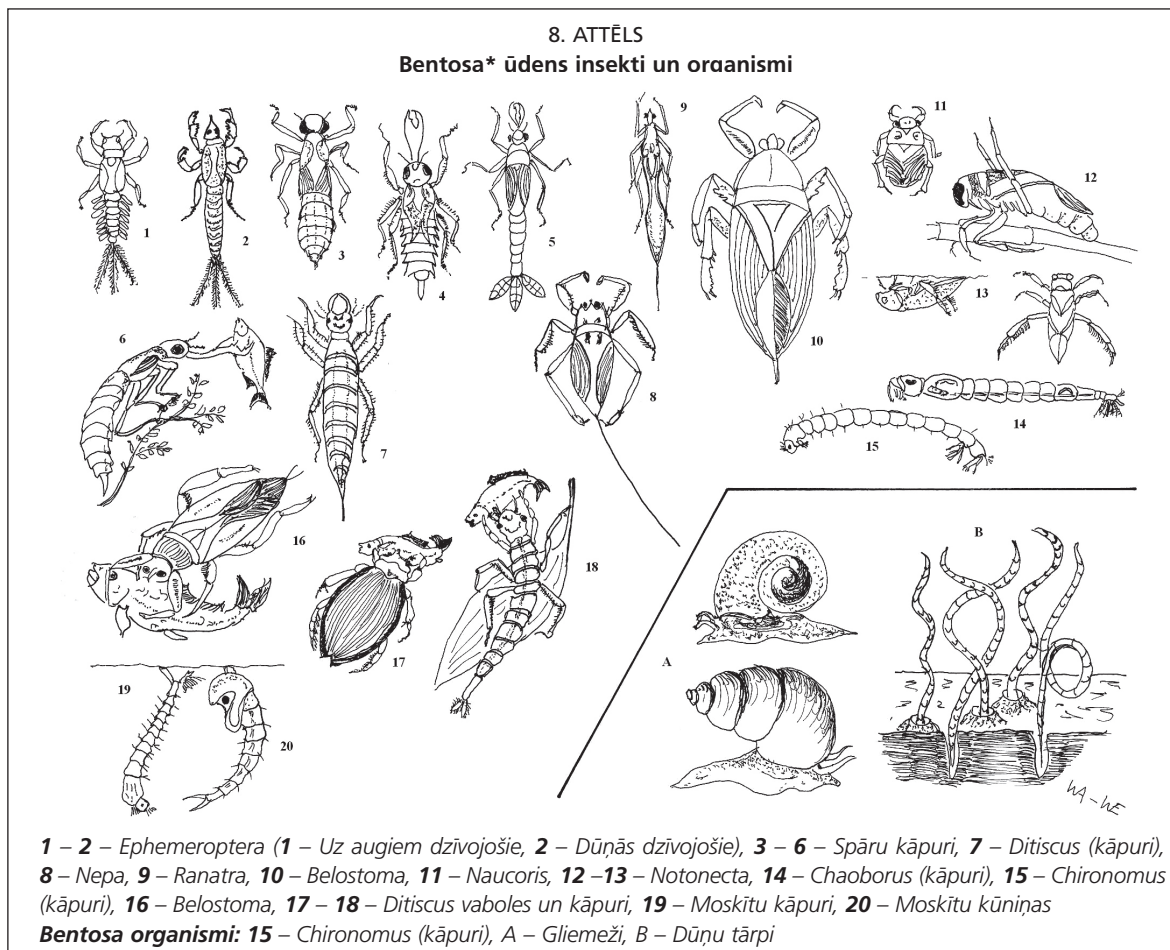 8. ATTĒLS
Bentosa* ūdens insekti un organismi
1
2
3
4
5
9
10
11
12
13
6
7
8
14
15
16
17
18
A
B
19
20
WA-WE
1 – 2 – Ephemeroptera (1 – Uz augiem dzīvojošie, 2 – Dūņās dzīvojošie), 3 – 6 – Spāru kāpuri, 7 – Ditiscus (kāpuri),
8 – Nepa, 9 – Ranatra, 10 – Belostoma, 11 – Naucoris, 12 –13 – Notonecta, 14 – Chaoborus (kāpuri), 15 – Chironomus
(kāpuri), 16 – Belostoma, 17 – 18 – Ditiscus vaboles un kāpuri, 19 – Moskītu kāpuri, 20 – Moskītu kūniņas
Bentosa organismi: 15 – Chironomus (kāpuri), A – Gliemeži, B – Dūņu tārpi